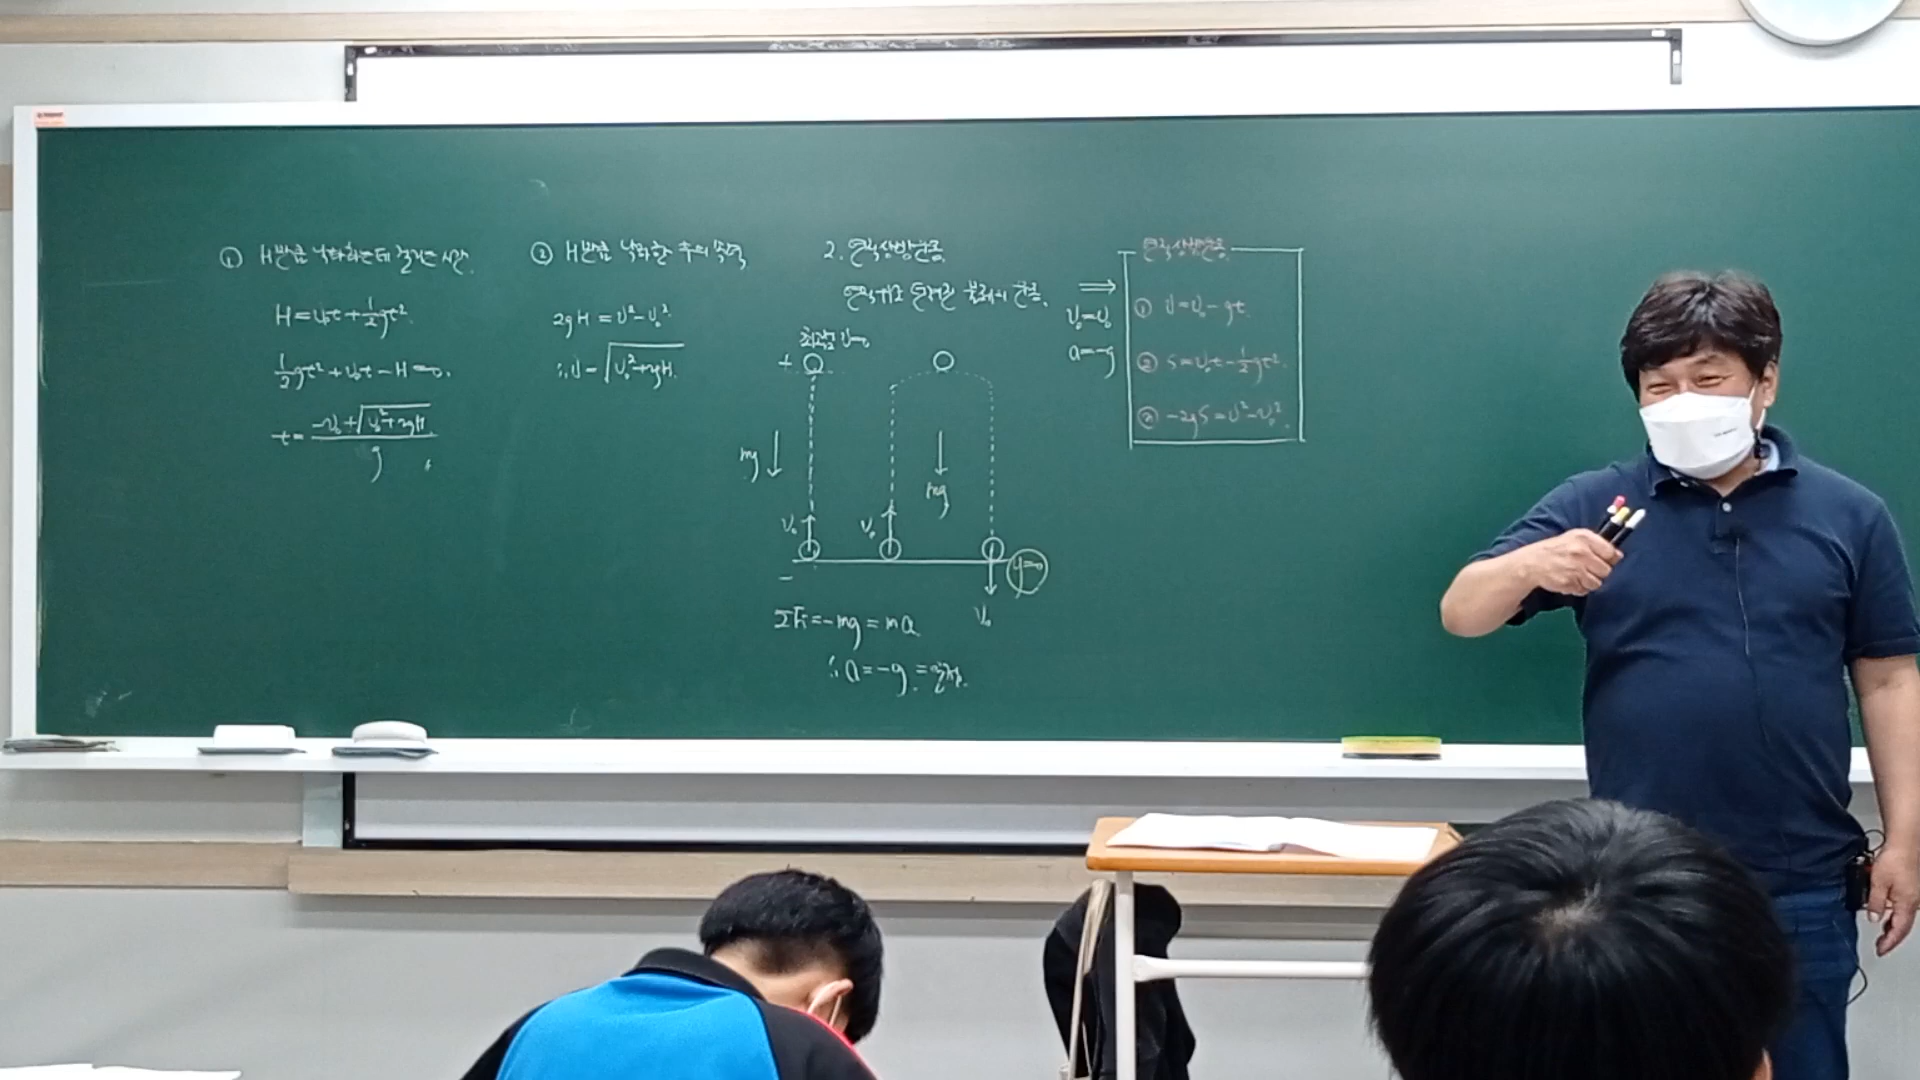 ① H만큼 낙하하는데 걸리는 시간.
H=v₀t+½gt².
½gt²+v₀t-H=0.
t=(-v₀+√(v₀²+2gH))/g
② H만큼 낙하한 후의 속력
2gH=v²-v₀².
∴v=√(v₀²+2gH).
2. 연직상방운동.
연직위로 던져진 물체의 운동.
최고점 v=0
+
mg
mg
v₀
v₀
y=0
-
v₀
ΣF=-mg=ma.
∴a=-g.=일정.
⇒
v₀=v₀
a=-g
연직상방운동
① v=v₀-gt.
② s=v₀t-½gt².
③ -2gs=v²-v₀².